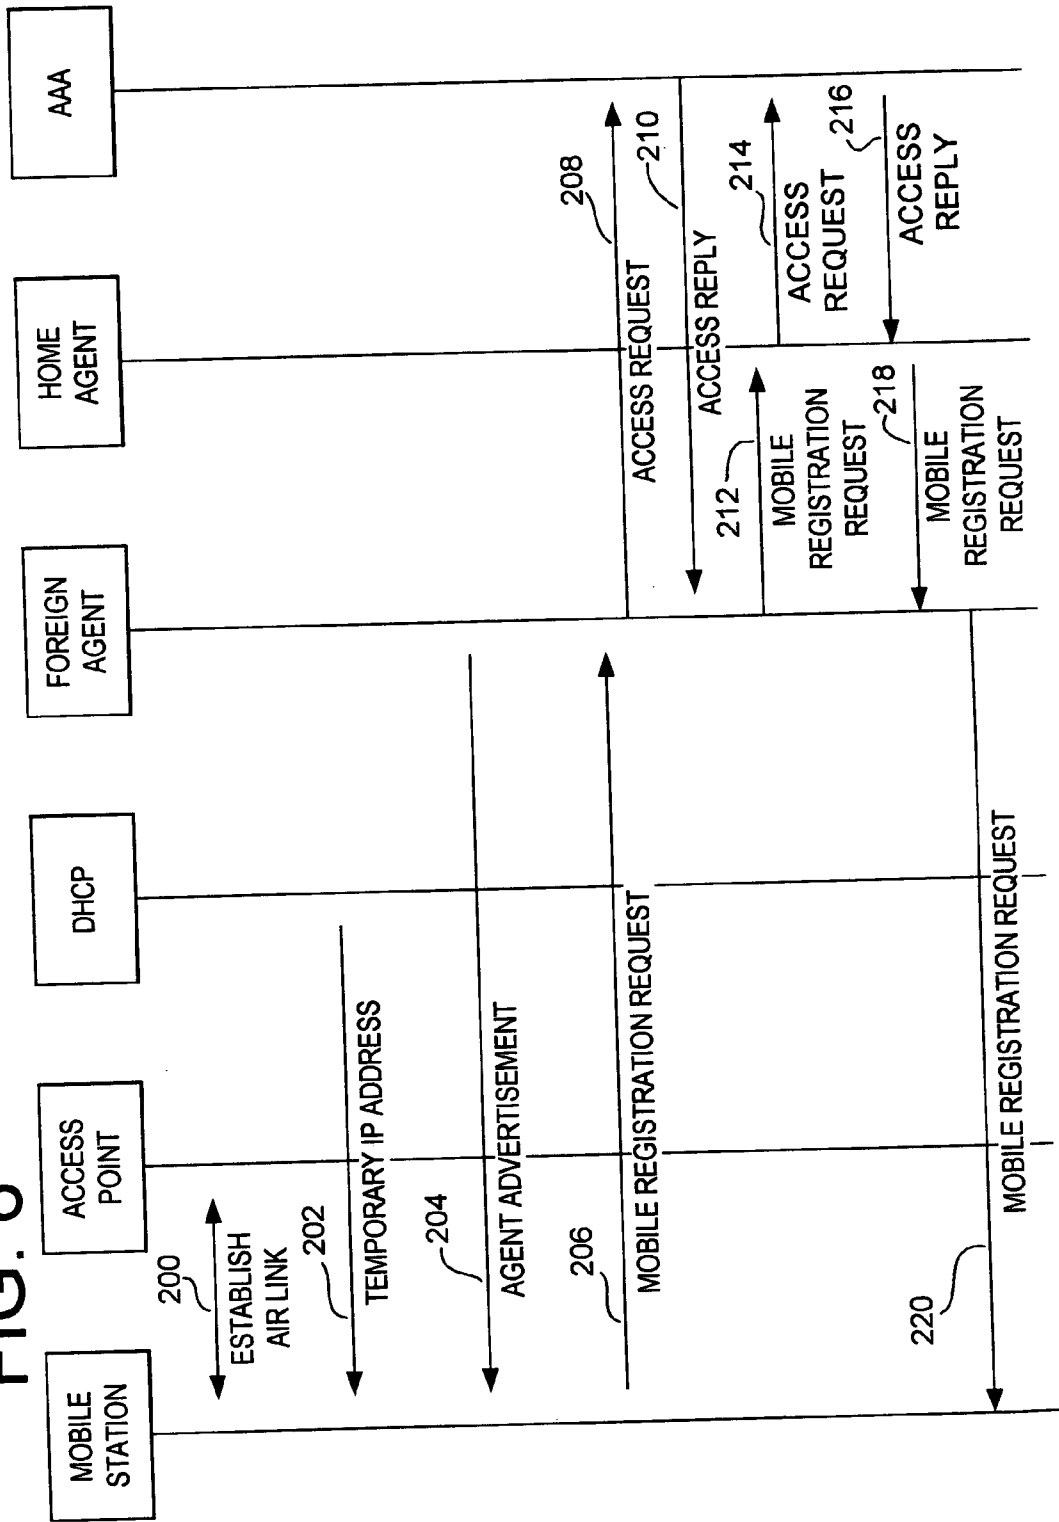 FIG.
MOBILE
STATION
ACCESS
POINT
DHCP
FOREIGN
AGENT
HOME
AGENT
AAA
200
ESTABLISH
AIR LINK
202
TEMPORARY IP ADDRESS
204
AGENT ADVERTISEMENT
206
MOBILE REGISTRATION REQUEST
208
ACCESS REQUEST
210
ACCESS REPLY
212
MOBILE
REGISTRATION
REQUEST
214
ACCESS
REQUEST
216
ACCESS
REPLY
218
MOBILE
REGISTRATION
REQUEST
220
MOBILE REGISTRATION REQUEST